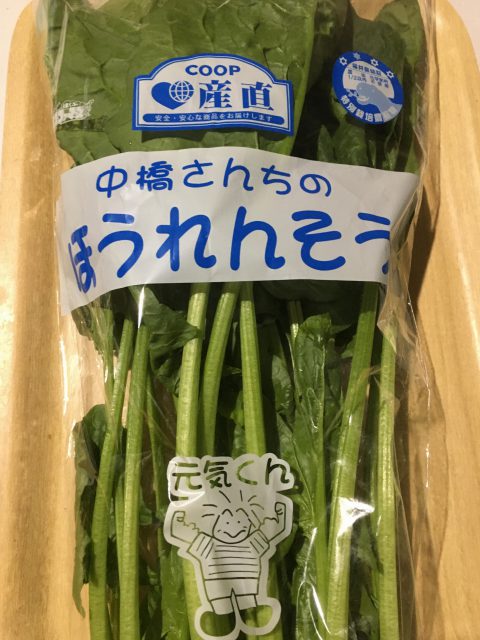 COOP
産直
安全・安心な商品をお届けします
中橋さんちの
ほうれんそう
元気くん